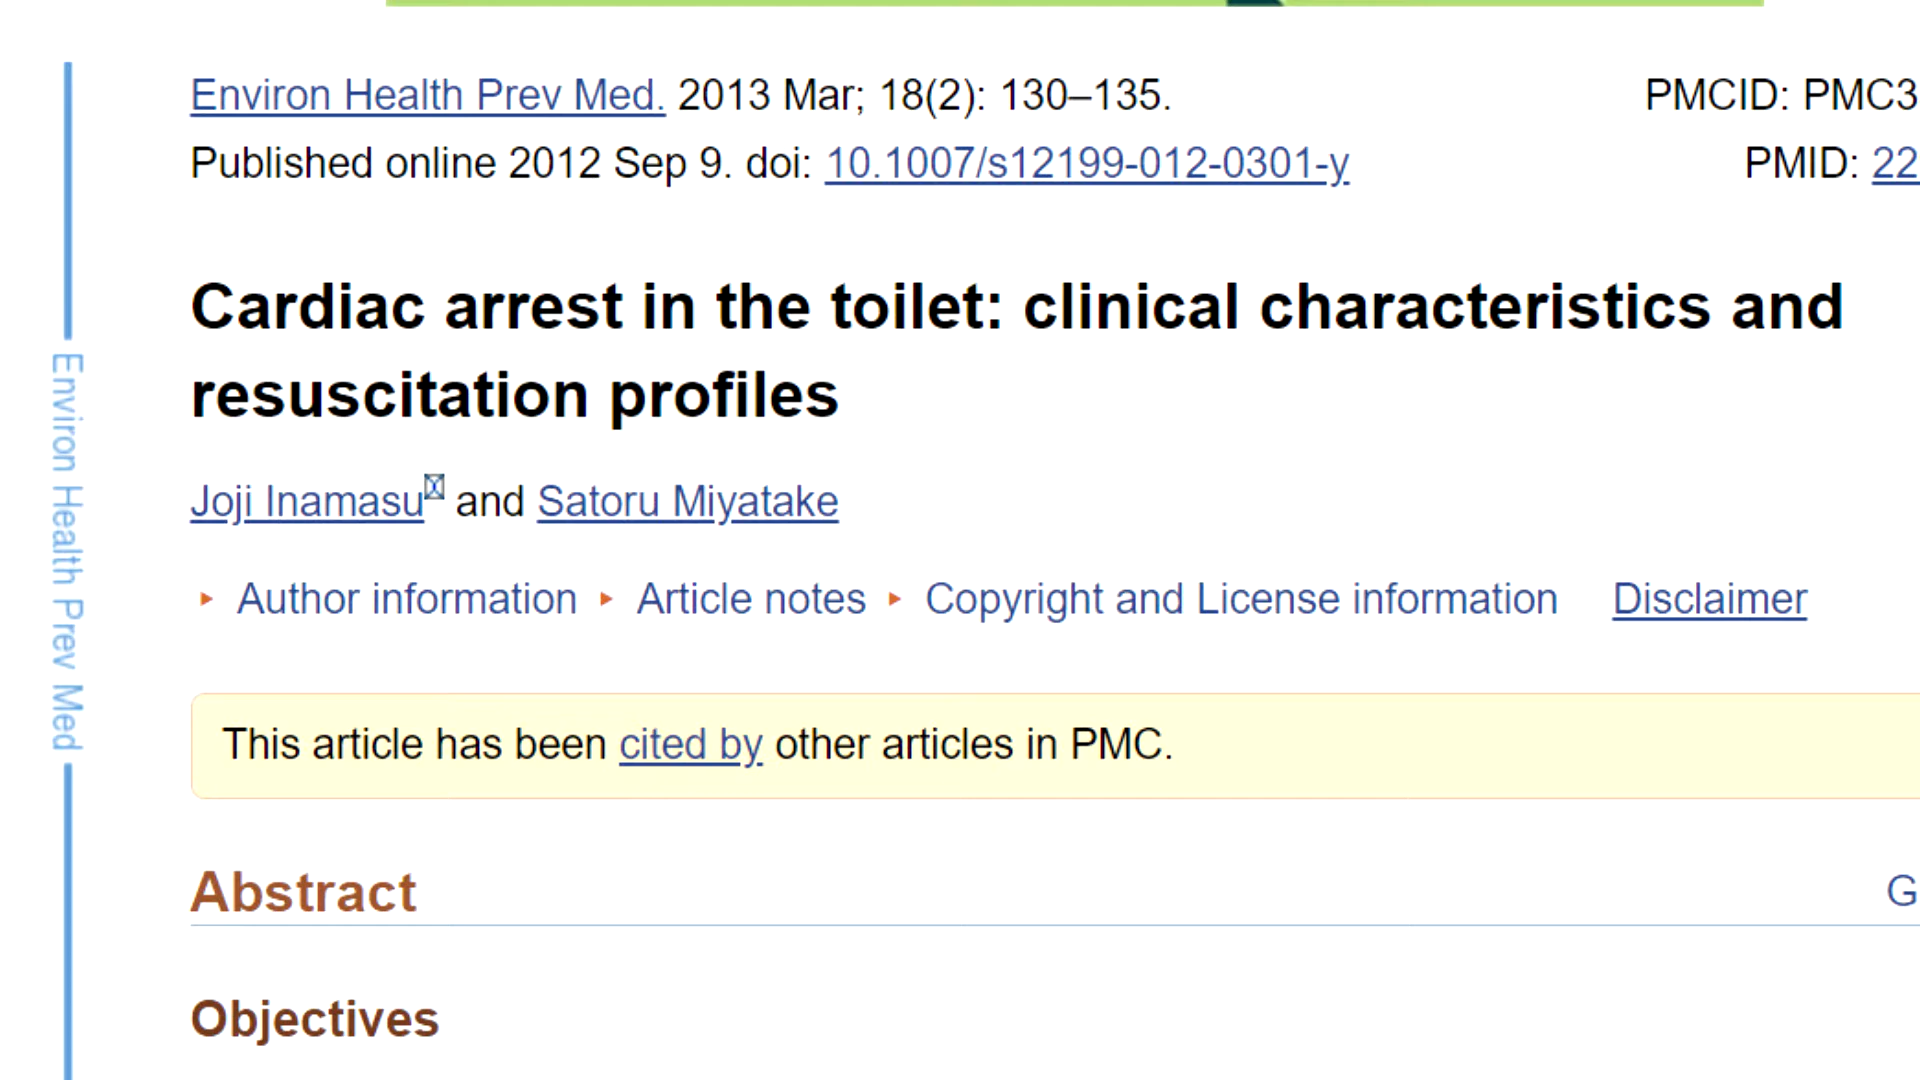 Environ Health Prev Med. 2013 Mar; 18(2): 130–135.
PMCID: PMC3
Published online 2012 Sep 9. doi: 10.1007/s12199-012-0301-y
PMID: 22
Cardiac arrest in the toilet: clinical characteristics and
resuscitation profiles
Joji Inamasu and Satoru Miyatake
Author information Article notes Copyright and License information Disclaimer
This article has been cited by other articles in PMC.
Abstract
G
Objectives
Environ Health Prev Med